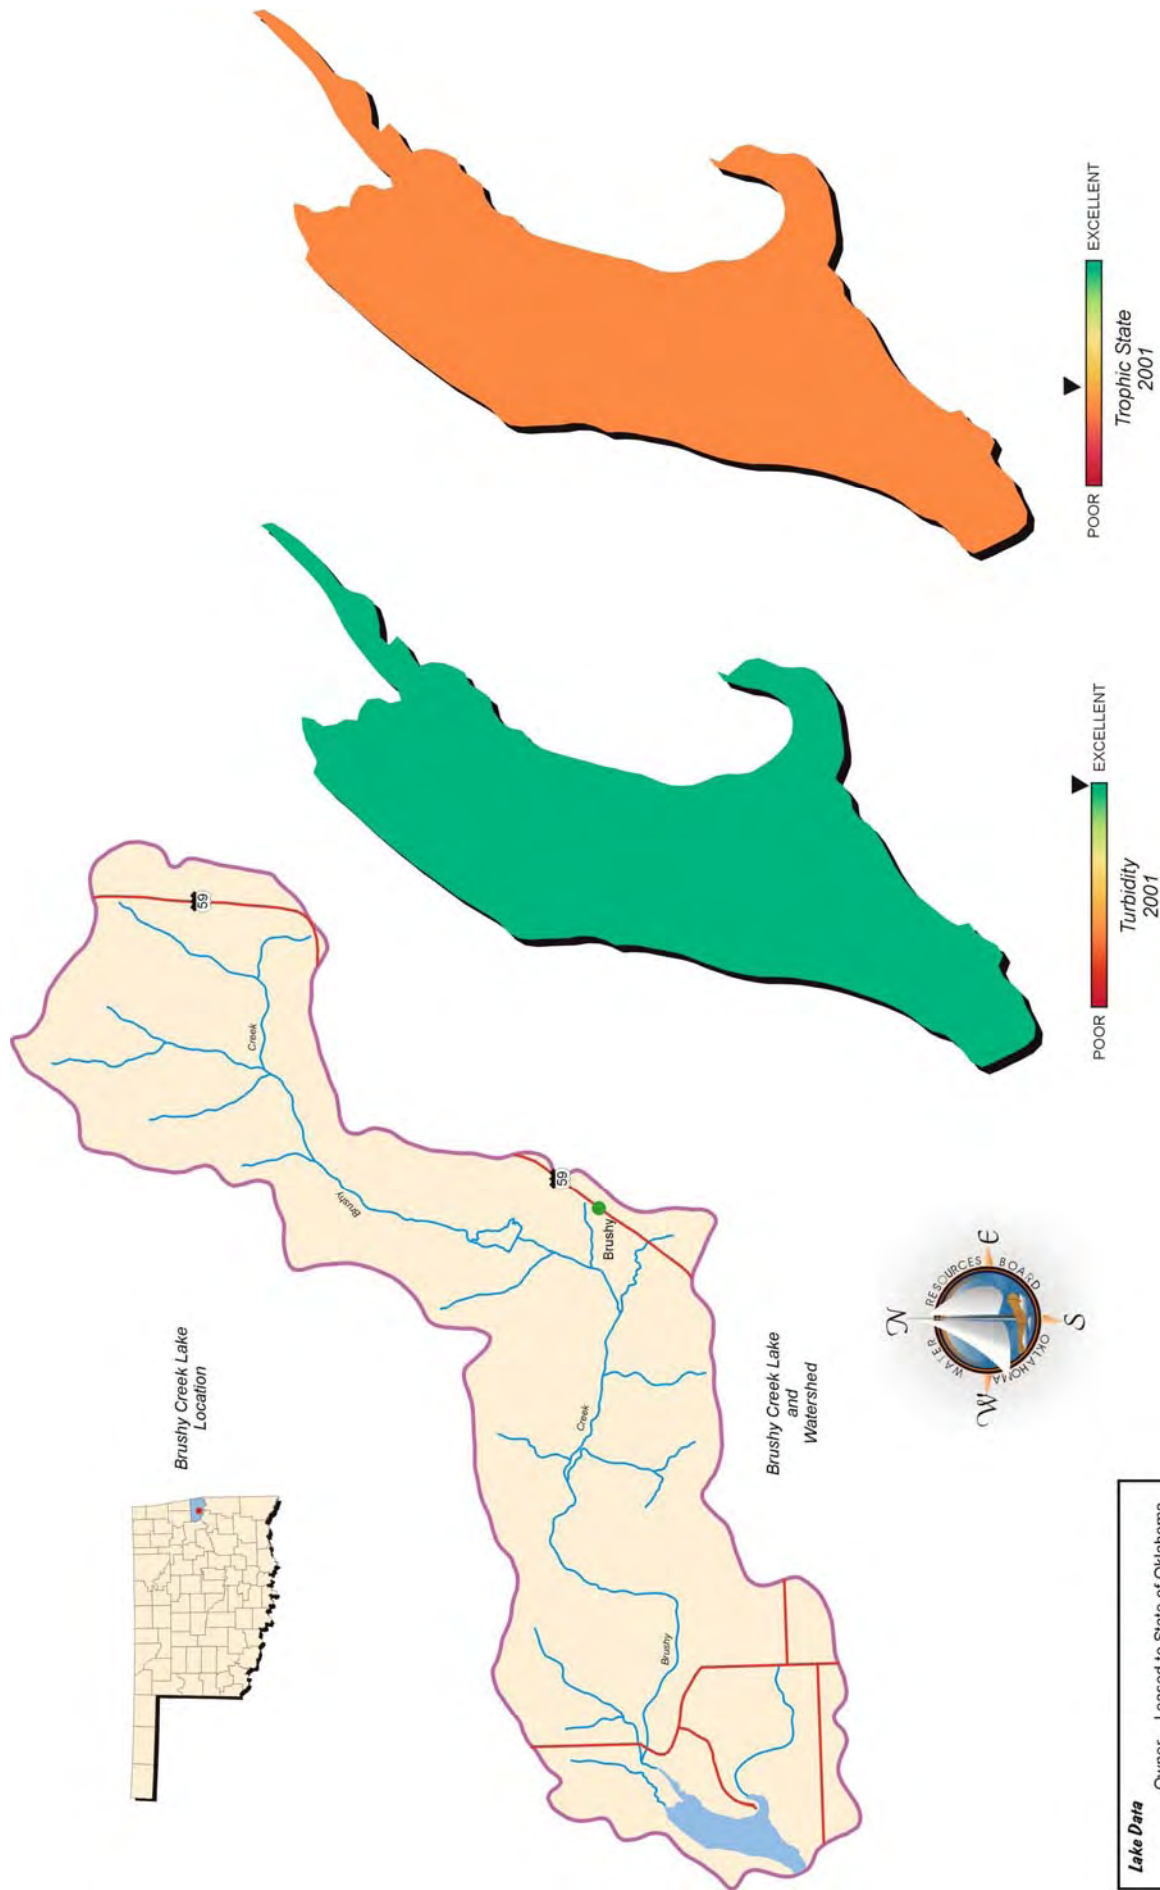 Brushy Creek Lake
Location
59
Creek
Brushy
59
Brushy
Creek
Brushy
Brushy Creek Lake
and
Watershed
N
E
S
W
OKLAHOMA WATER RESOURCES BOARD
POOR
EXCELLENT
Turbidity
2001
POOR
EXCELLENT
Trophic State
2001
Lake Data